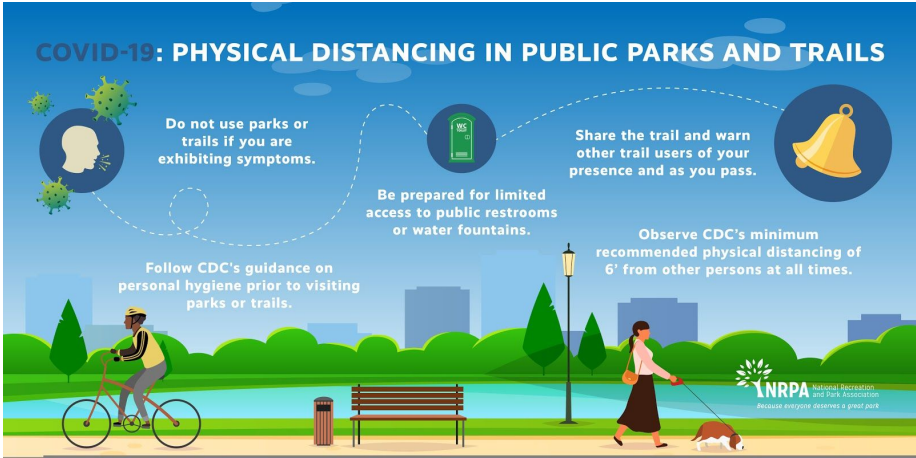 COVID-19: PHYSICAL DISTANCING IN PUBLIC PARKS AND TRAILS
Do not use parks or
trails if you are
exhibiting symptoms.
Follow CDC's guidance on
personal hygiene prior to visiting
parks or trails.
WC
Be prepared for limited
access to public restrooms
or water fountains.
Share the trail and warn
other trail users of your
presence and as you pass.
Observe CDC's minimum
recommended physical distancing of
6' from other persons at all times.
NRPA National Recreation
and Park Association
Because everyone deserves a great park